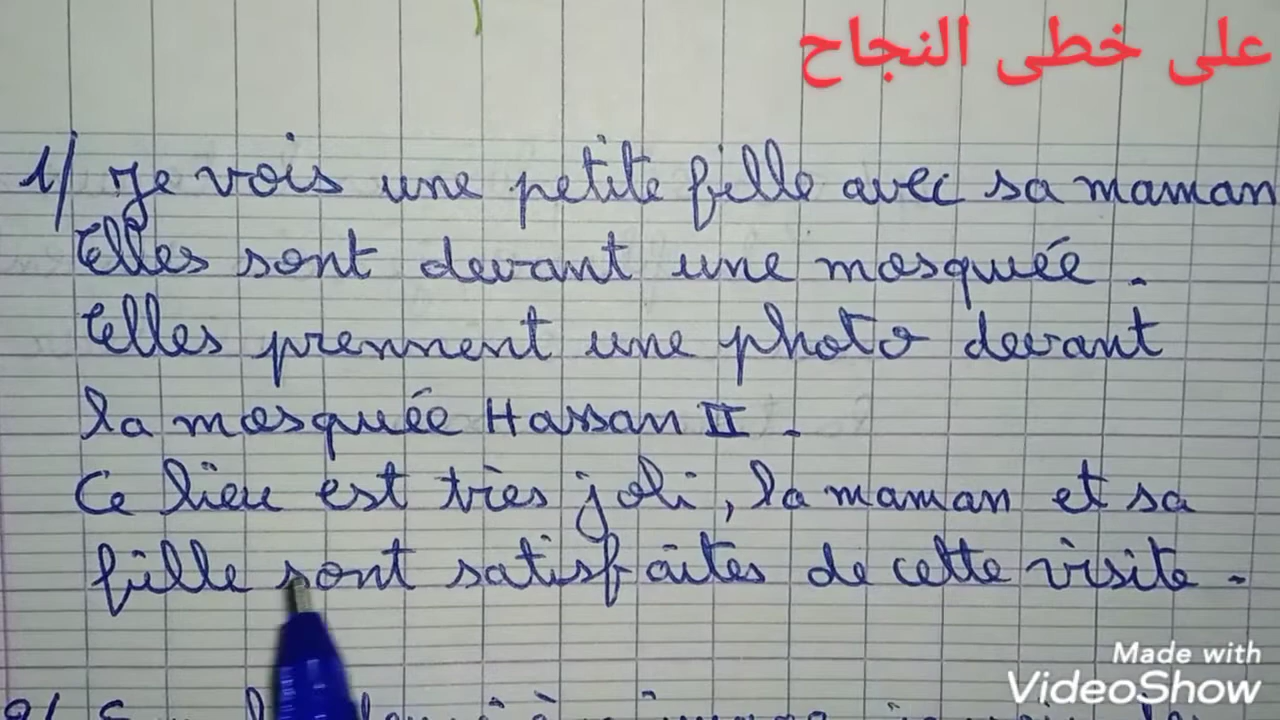 على خطى النجاح
1/ Je vois une petite fille avec sa maman
Elles sont devant une mosquée .
Elles prennent une photo devant
la mosquée Hassan II .
Ce lieu est très joli, la maman et sa
fille sont satisfaites de cette visite .
Made with
VideoShow